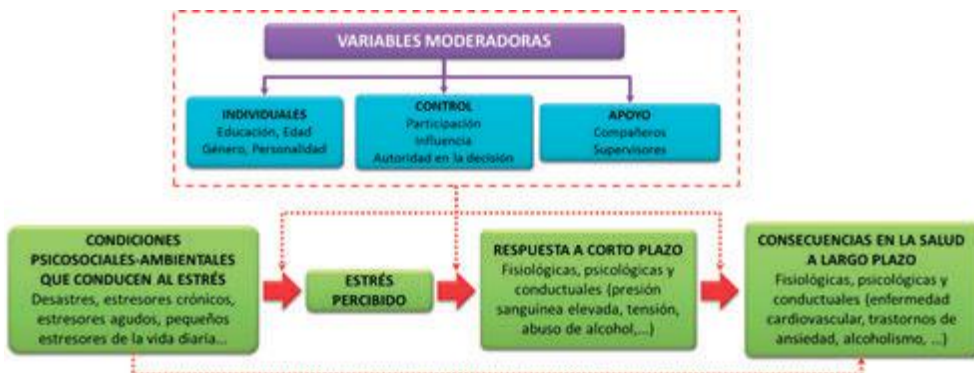 VARIABLES MODERADORAS
INDIVIDUALES
Educación, Edad
Género, Personalidad
CONTROL
Participación
Influencia
Autoridad en la decisión
APOYO
Compañeros
Supervisores
CONDICIONES
PSICOSOCIALES-AMBIENTALES
QUE CONDUCEN AL ESTRÉS
Desastres, estresores crónicos,
estresores agudos, pequeños
estresores de la vida diaria...
ESTRÉS
PERCIBIDO
RESPUESTA A CORTO PLAZO
Fisiológicas, psicológicas y
conductuales (presión
sanguínea elevada, tensión,
abuso de alcohol,...)
CONSECUENCIAS EN LA SALUD
A LARGO PLAZO
Fisiológicas, psicológicas y
conductuales (enfermedad
cardiovascular, trastornos de
ansiedad, alcoholismo, ...)